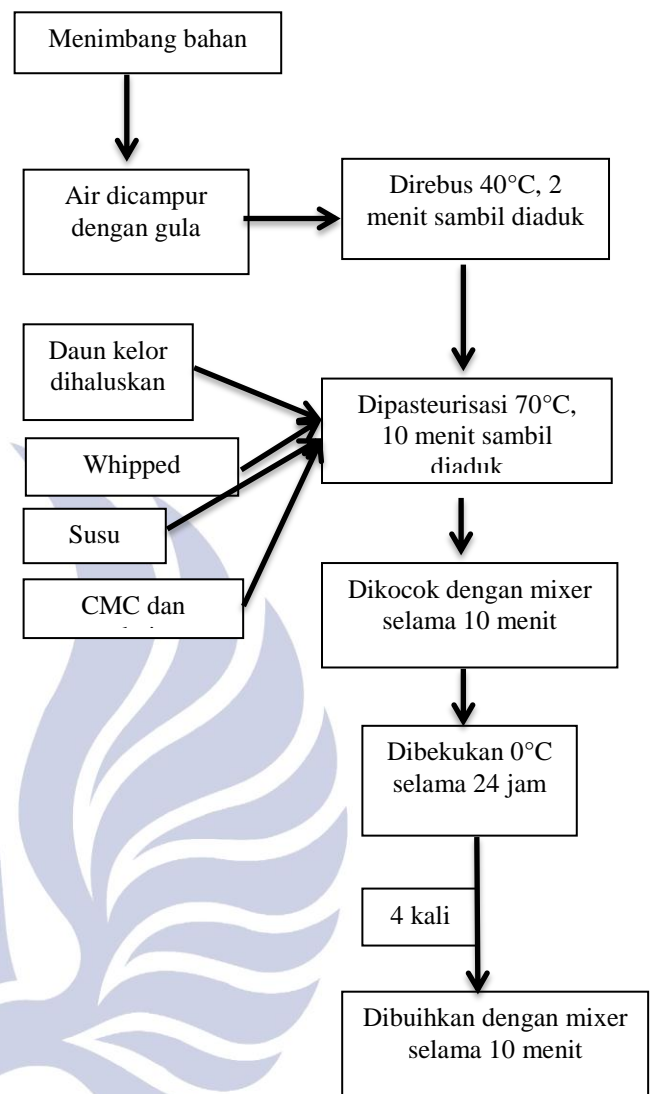 Menimbang bahan
Air dicampur
dengan gula
Direbus 40°C, 2
menit sambil diaduk
Daun kelor
dihaluskan
Whipped
Susu
CMC dan
Dipasteurisasi 70°C,
10 menit sambil
diaduk
Dikocok dengan mixer
selama 10 menit
Dibekukan 0°C
selama 24 jam
4 kali
Dibuihkan dengan mixer
selama 10 menit